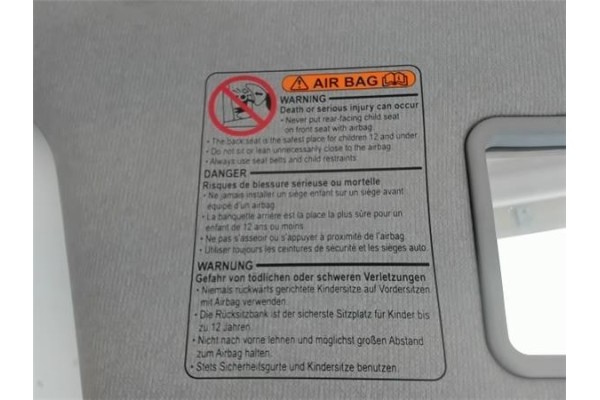 AIR BAG
WARNING
Death or serious injury can occur
• Never put rear-facing child seat
on front seat with airbag.
• The back seat is the safest place for children 12 and under.
• Do not sit or lean unnecessarily close to the airbag.
• Always use seat belts and child restraints.
DANGER
Risques de blessure sérieuse ou mortelle
• Ne jamais installer un siège enfant sur un siège avant
équipé d'un airbag.
• La banquette arrière est la place la plus sûre pour un
enfant de 12 ans ou moins.
• Ne pas s'asseoir ou s'appuyer à proximité de l'airbag.
• Utiliser toujours les ceintures de sécurité et les sièges auto.
WARNUNG
Gefahr von tödlichen oder schweren Verletzungen
• Niemals rückwärts gerichtete Kindersitze auf Vordersitzen
mit Airbag verwenden.
• Die Rücksitzbank ist der sicherste Sitzplatz für Kinder bis
zu 12 Jahren.
• Nicht nach vorne lehnen und möglichst großen Abstand
zum Airbag halten.
• Stets Sicherheitsgurte und Kindersitze benutzen.